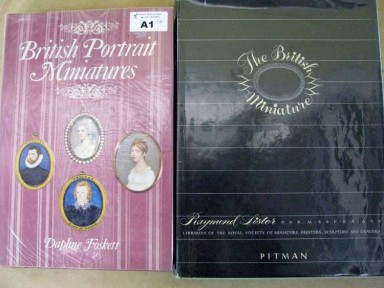 A1
British Portrait
Miniatures
Daphne Foskett
The British
Miniature
Raymond Lister
LIBRARIAN OF THE ROYAL SOCIETY OF MINIATURE PAINTERS, SCULPTORS AND GRAVERS
PITMAN